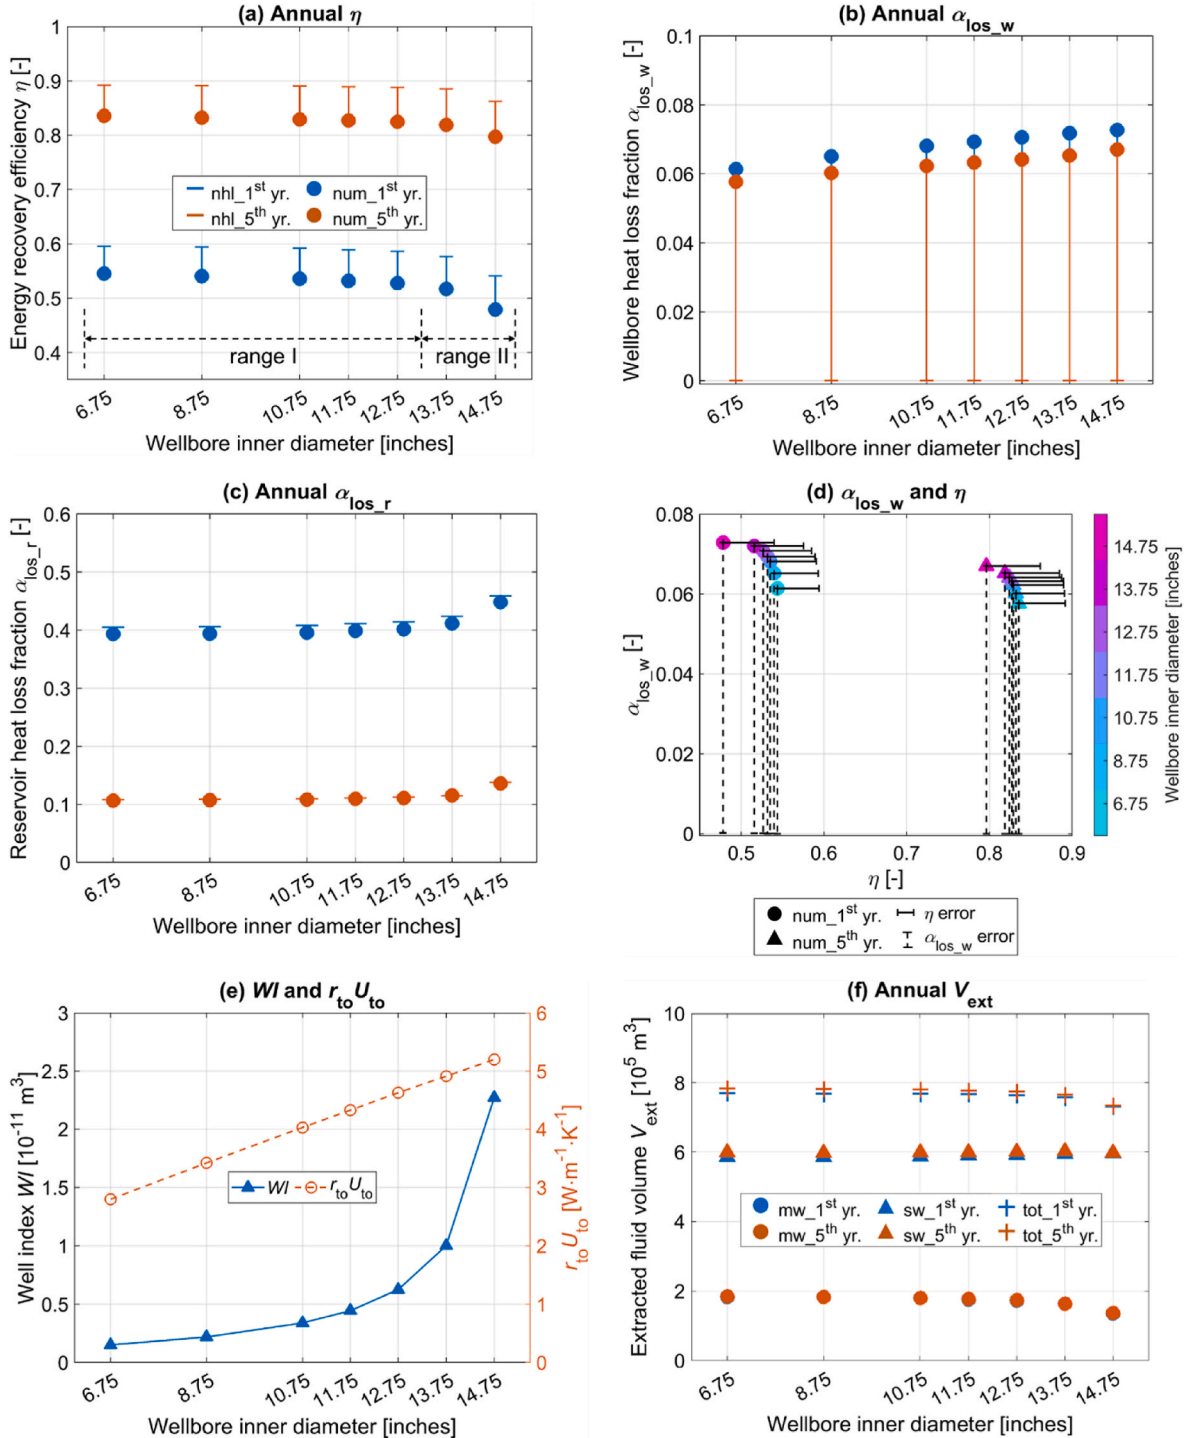 (a) Annual η
Energy recovery efficiency η [-]
1
0.9
0.8
0.7
0.6
0.5
0.4
nhl_1st yr.
num_1st yr.
nhl_5th yr.
num_5th yr.
range I
range II
6.75
8.75
10.75
11.75
12.75
13.75
14.75
Wellbore inner diameter [inches]
(b) Annual αlos_w
Wellbore heat loss fraction αlos_w [-]
0.1
0.08
0.06
0.04
0.02
0
6.75
8.75
10.75
11.75
12.75
13.75
14.75
Wellbore inner diameter [inches]
(c) Annual αlos_r
Reservoir heat loss fraction αlos_r [-]
0.6
0.5
0.4
0.3
0.2
0.1
0
6.75
8.75
10.75
11.75
12.75
13.75
14.75
Wellbore inner diameter [inches]
(d) αlos_w and η
αlos_w [-]
0.08
0.06
0.04
0.02
0
0.5
0.6
0.7
0.8
0.9
η [-]
14.75
13.75
12.75
11.75
10.75
8.75
6.75
Wellbore inner diameter [inches]
num_1st yr.
η error
num_5th yr.
αlos_w error
(e) WI and rtoUto
Well index WI [10-11 m3]
3
2.5
2
1.5
1
0.5
0
WI
rtoUto
6
5
4
3
2
1
0
rtoUto [W·m-1·K-1]
6.75
8.75
10.75
11.75
12.75
13.75
14.75
Wellbore inner diameter [inches]
(f) Annual Vext
Extracted fluid volume Vext [105 m3]
10
8
6
4
2
0
mw_1st yr.
sw_1st yr.
tot_1st yr.
mw_5th yr.
sw_5th yr.
tot_5th yr.
6.75
8.75
10.75
11.75
12.75
13.75
14.75
Wellbore inner diameter [inches]